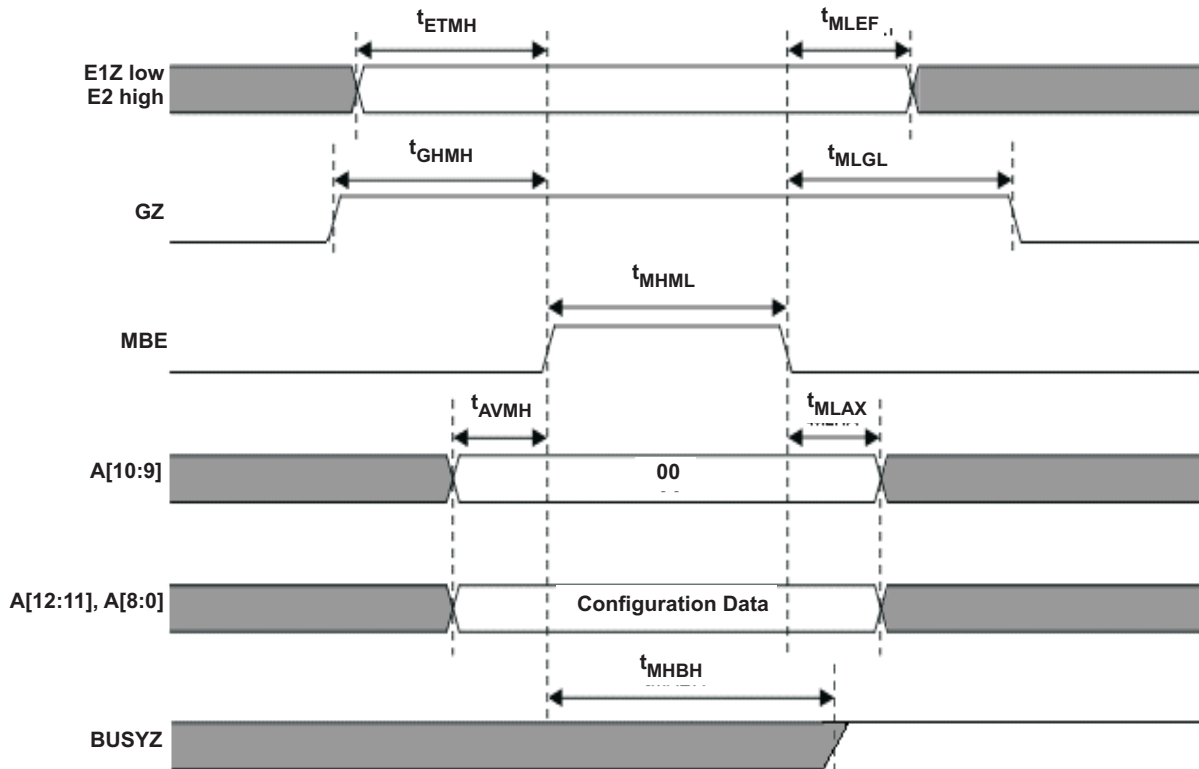 tETMH
tMLEF
E1Z low
E2 high
tGHMH
tMLGL
GZ
tMHML
MBE
tAVMH
tMLAX
A[10:9]
00
A[12:11], A[8:0]
Configuration Data
tMHBH
BUSYZ